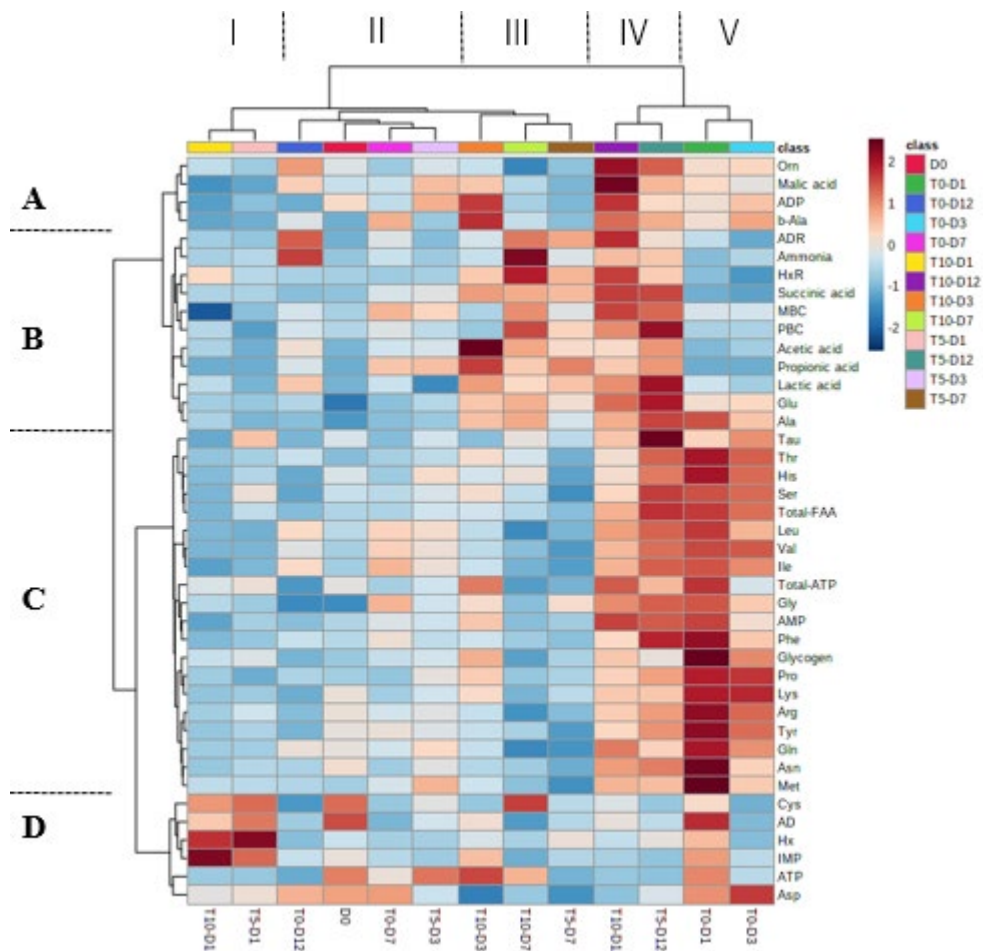 I II III IV V
class
Orn
A
Malic acid
ADP
b-Ala
ADR
Ammonia
HxR
Succinic acid
B
MBC
PBC
Acetic acid
Propionic acid
Lactic acid
Glu
Ala
Tau
Thr
His
Ser
Total-FAA
Leu
Val
Ile
C
Total-ATP
Gly
AMP
Phe
Glycogen
Pro
Lys
Arg
Tyr
Gln
Asn
Met
Cys
D
AD
Hx
IMP
ATP
Asp
T10-D1 T5-D1 T0-D12 D0 T0-D7 T5-D3 T10-D3 T10-D7 T5-D7 T10-D1 T5-D12 T0-D1 T0-D3
2
1
0
-1
-2
class
D0
T0-D1
T0-D12
T0-D3
T0-D7
T10-D1
T10-D12
T10-D3
T10-D7
T5-D1
T5-D12
T5-D3
T5-D7